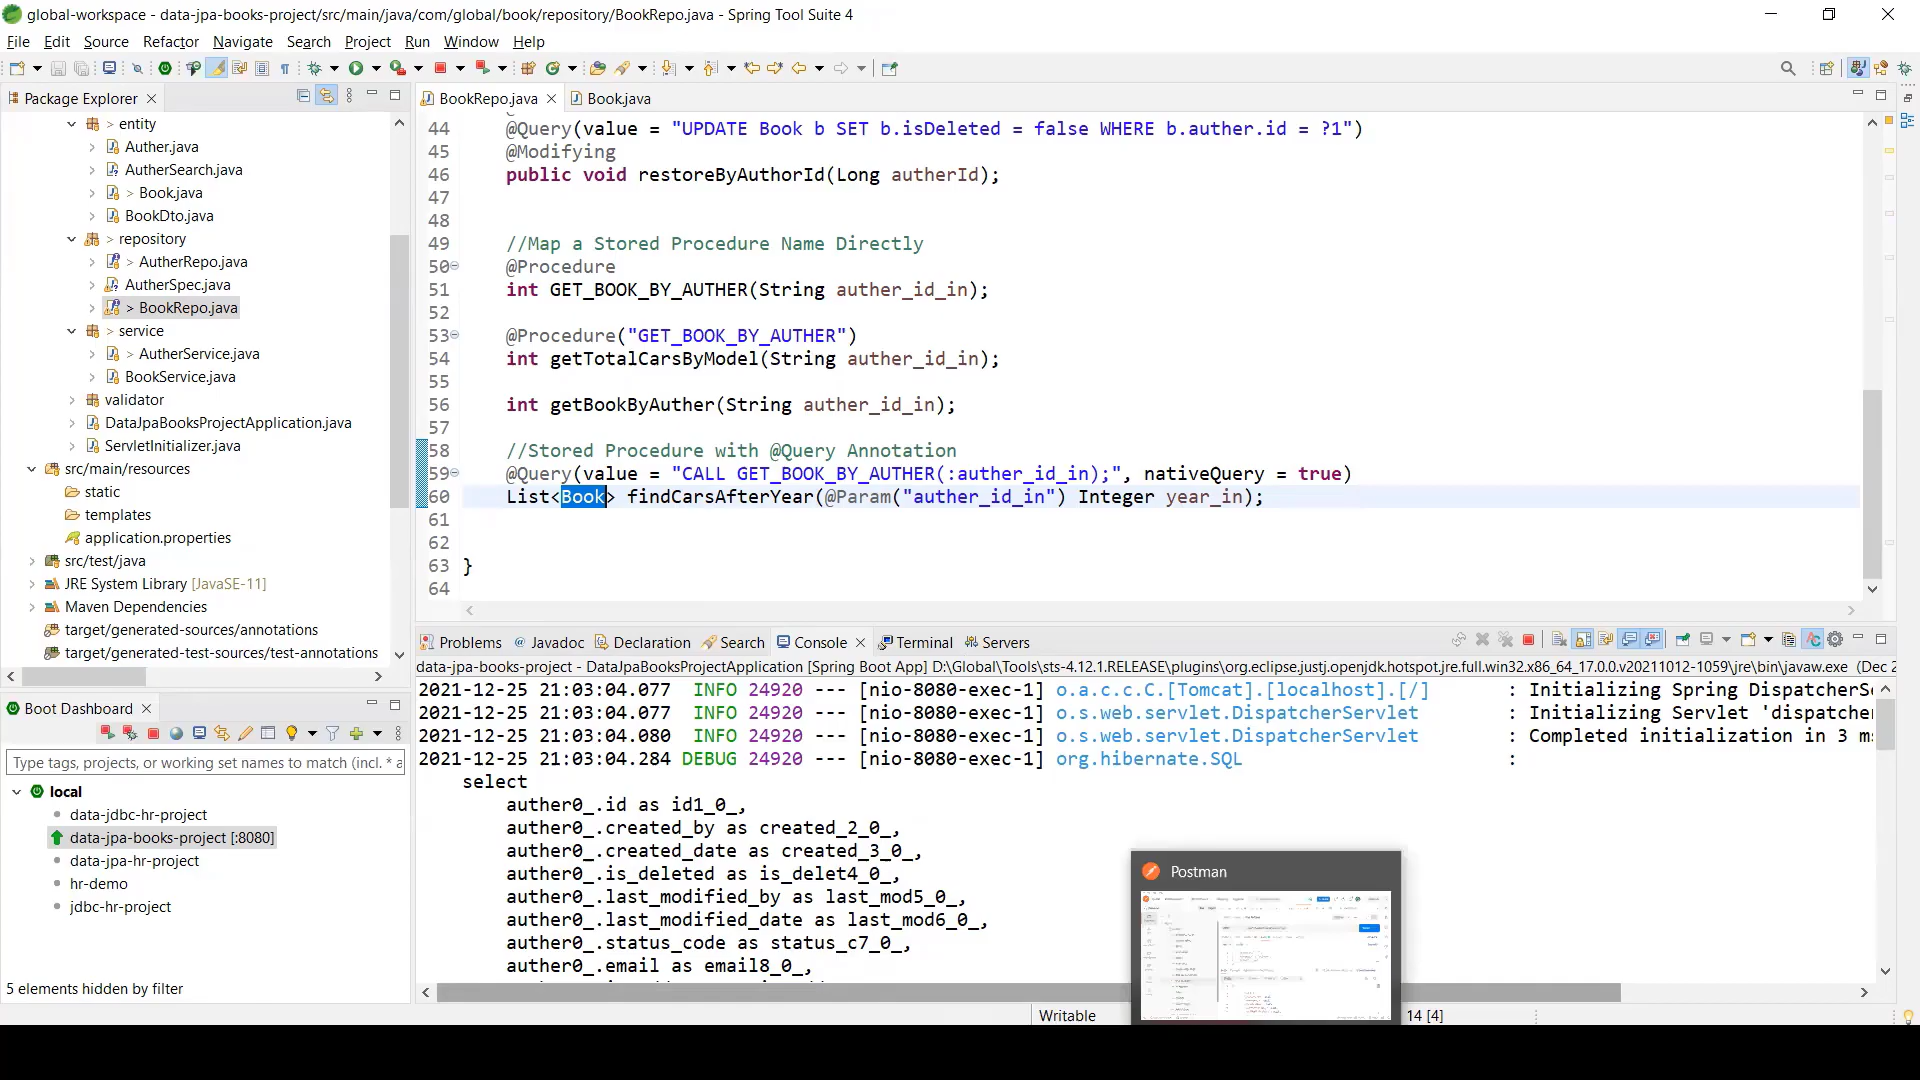 global-workspace - data-jpa-books-project/src/main/java/com/global/book/repository/BookRepo.java - Spring Tool Suite 4
File Edit Source Refactor Navigate Search Project Run Window Help
Package Explorer
> entity
Auther.java
AutherSearch.java
> Book.java
BookDto.java
> repository
> AutherRepo.java
AutherSpec.java
> BookRepo.java
> service
> AutherService.java
BookService.java
validator
DataJpaBooksProjectApplication.java
ServletInitializer.java
src/main/resources
static
templates
application.properties
src/test/java
JRE System Library [JavaSE-11]
Maven Dependencies
target/generated-sources/annotations
target/generated-test-sources/test-annotations
Boot Dashboard
Type tags, projects, or working set names to match (incl. * a
local
data-jdbc-hr-project
data-jpa-books-project [:8080]
data-jpa-hr-project
hr-demo
jdbc-hr-project
5 elements hidden by filter
BookRepo.java Book.java
44 @Query(value = "UPDATE Book b SET b.isDeleted = false WHERE b.auther.id = ?1")
45 @Modifying
46 public void restoreByAuthorId(Long autherId);
47
48
49 //Map a Stored Procedure Name Directly
50 @Procedure
51 int GET_BOOK_BY_AUTHER(String auther_id_in);
52
53 @Procedure("GET_BOOK_BY_AUTHER")
54 int getTotalCarsByModel(String auther_id_in);
55
56 int getBookByAuther(String auther_id_in);
57
58 //Stored Procedure with @Query Annotation
59 @Query(value = "CALL GET_BOOK_BY_AUTHER(:auther_id_in);", nativeQuery = true)
60 List<Book> findCarsAfterYear(@Param("auther_id_in") Integer year_in);
61
62
63 }
64
Problems @ Javadoc Declaration Search Console Terminal Servers
data-jpa-books-project - DataJpaBooksProjectApplication [Spring Boot App] D:\Global\Tools\sts-4.12.1.RELEASE\plugins\org.eclipse.justj.openjdk.hotspot.jre.full.win32.x86_64_17.0.0.v20211012-1059\jre\bin\javaw.exe (Dec 2
2021-12-25 21:03:04.077 INFO 24920 --- [nio-8080-exec-1] o.a.c.c.C.[Tomcat].[localhost].[/] : Initializing Spring DispatcherSe
2021-12-25 21:03:04.077 INFO 24920 --- [nio-8080-exec-1] o.s.web.servlet.DispatcherServlet : Initializing Servlet 'dispatcher
2021-12-25 21:03:04.080 INFO 24920 --- [nio-8080-exec-1] o.s.web.servlet.DispatcherServlet : Completed initialization in 3 ms
2021-12-25 21:03:04.284 DEBUG 24920 --- [nio-8080-exec-1] org.hibernate.SQL :
select
auther0_.id as id1_0_,
auther0_.created_by as created_2_0_,
auther0_.created_date as created_3_0_,
auther0_.is_deleted as is_delet4_0_,
auther0_.last_modified_by as last_mod5_0_,
auther0_.last_modified_date as last_mod6_0_,
auther0_.status_code as status_c7_0_,
auther0_.email as email8_0_,
Postman
Writable
14 [4]